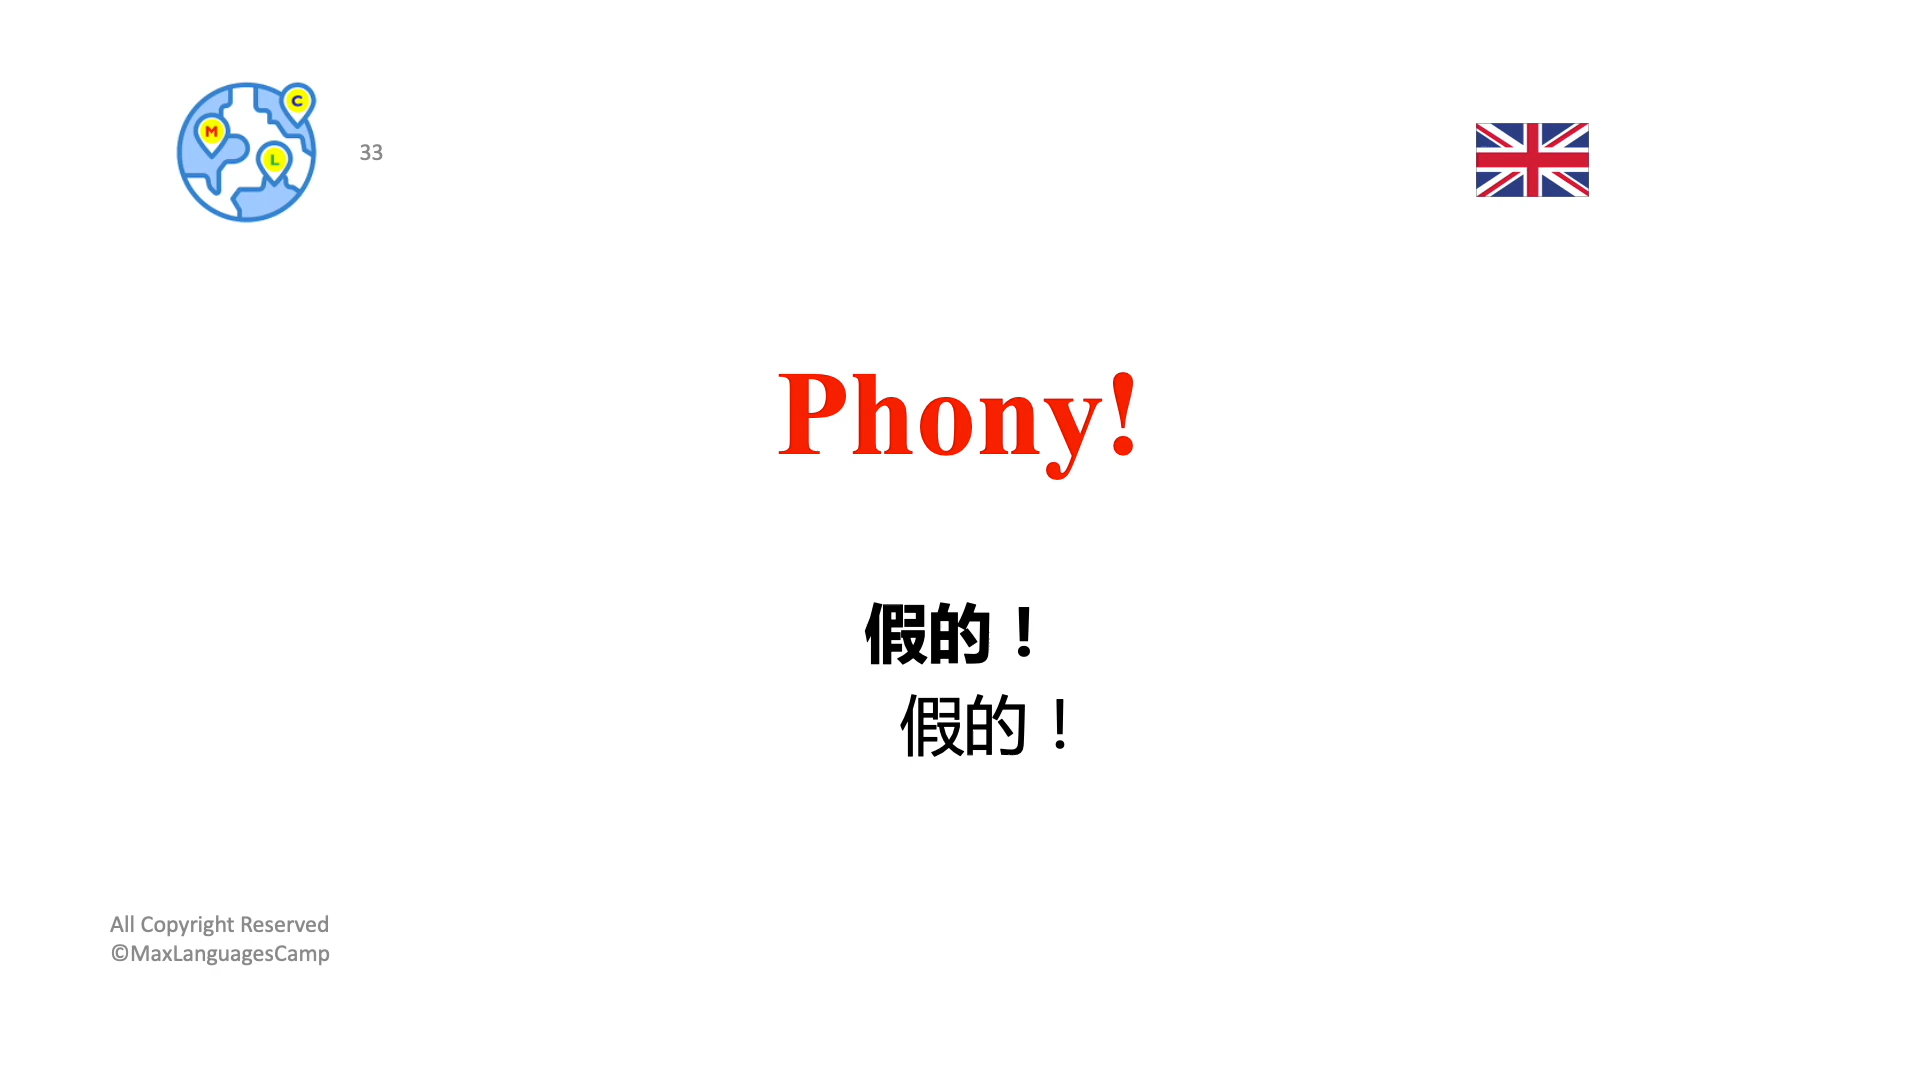 C
M
L
33
Phony!
假的！
假的！
All Copyright Reserved
©MaxLanguagesCamp